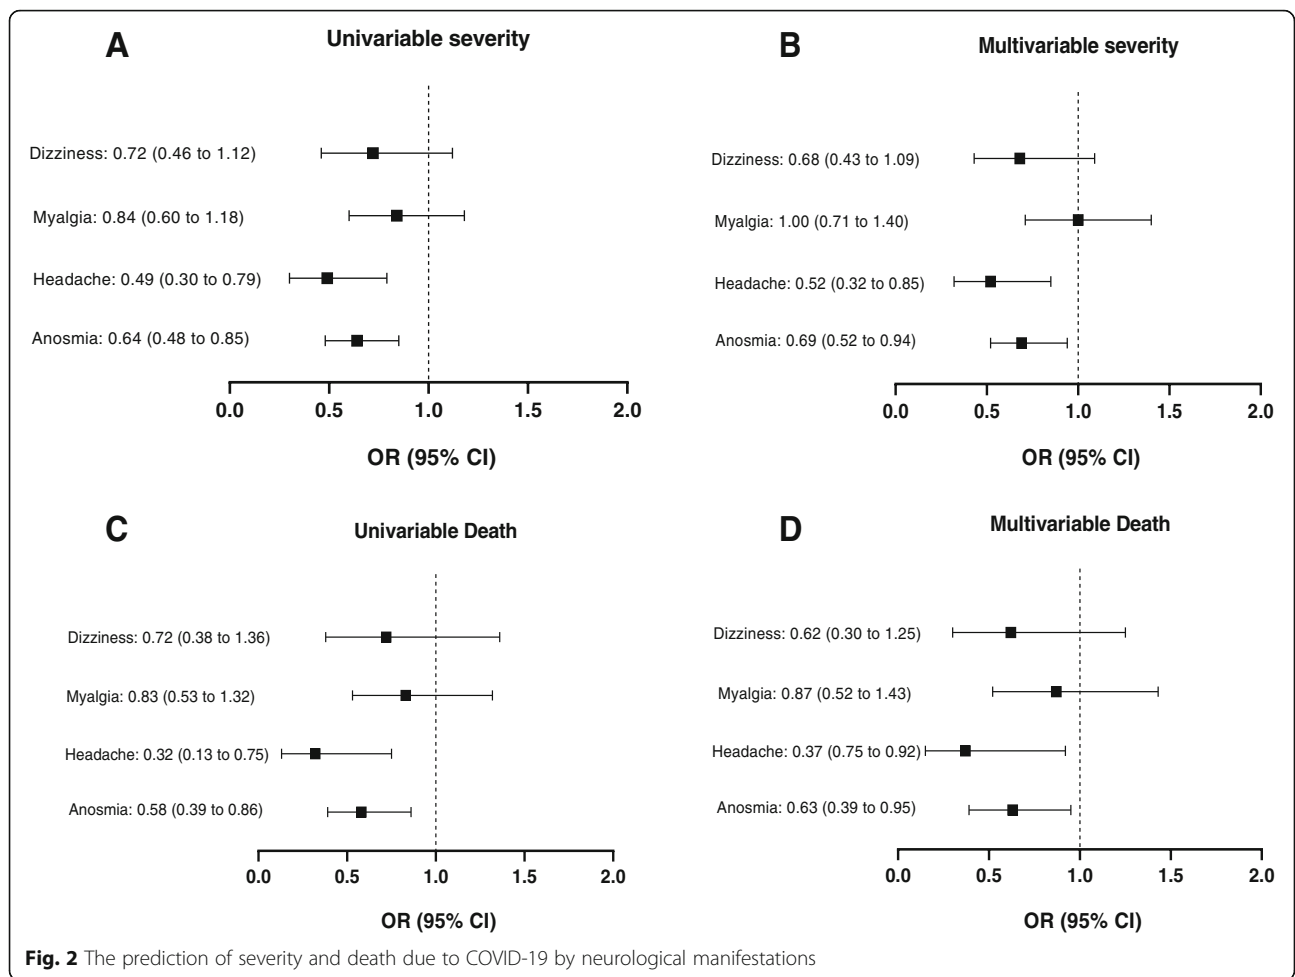 A
Univariable severity
Dizziness: 0.72 (0.46 to 1.12)
Myalgia: 0.84 (0.60 to 1.18)
Headache: 0.49 (0.30 to 0.79)
Anosmia: 0.64 (0.48 to 0.85)
0.0 0.5 1.0 1.5 2.0
OR (95% CI)
B
Multivariable severity
Dizziness: 0.68 (0.43 to 1.09)
Myalgia: 1.00 (0.71 to 1.40)
Headache: 0.52 (0.32 to 0.85)
Anosmia: 0.69 (0.52 to 0.94)
0.0 0.5 1.0 1.5 2.0
OR (95% CI)
C
Univariable Death
Dizziness: 0.72 (0.38 to 1.36)
Myalgia: 0.83 (0.53 to 1.32)
Headache: 0.32 (0.13 to 0.75)
Anosmia: 0.58 (0.39 to 0.86)
0.0 0.5 1.0 1.5 2.0
OR (95% CI)
D
Multivariable Death
Dizziness: 0.62 (0.30 to 1.25)
Myalgia: 0.87 (0.52 to 1.43)
Headache: 0.37 (0.75 to 0.92)
Anosmia: 0.63 (0.39 to 0.95)
0.0 0.5 1.0 1.5 2.0
OR (95% CI)
Fig. 2 The prediction of severity and death due to COVID-19 by neurological manifestations